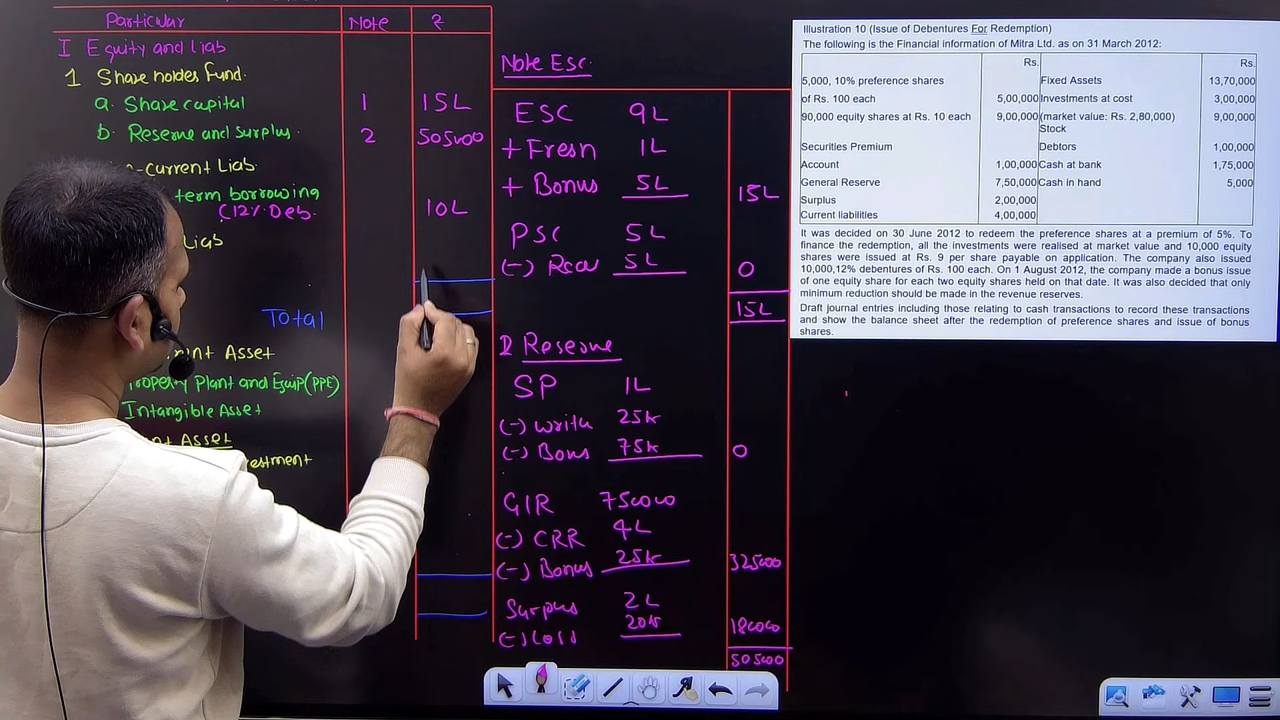 Particular Note ₹
I Equity and Liab
1 Share holdes Fund.
a. Share capital 1 15L
b. Reserve and Surplus. 2 505000
-current Liab.
term borrowing
(12% Deb. 10L
Liab
Total
Asset
Property Plant and Equip(PPE)
Intangible Asset
Asset
Note Esc.
ESC 9L
+ Fresh 1L
+ Bonus 5L 15L
PSC 5L
(-) 5L 0
15L
2 Reserve
SP 1L
(-) 25k
(-) Bonus 75k 0
GR 750000
(-) CRR 4L
(-) Bonus 25k 325000
Surplus 2L
(-) Loss 20k 180000
505000
Illustration 10 (Issue of Debentures For Redemption)
The following is the Financial information of Mitra Ltd. as on 31 March 2012:
Rs. Rs.
5,000, 10% preference shares Fixed Assets 13,70,000
of Rs. 100 each 5,00,000 Investments at cost 3,00,000
90,000 equity shares at Rs. 10 each 9,00,000 (market value: Rs. 2,80,000) 9,00,000
Stock
Securities Premium Debtors 1,00,000
Account 1,00,000 Cash at bank 1,75,000
General Reserve 7,50,000 Cash in hand 5,000
Surplus 2,00,000
Current liabilities 4,00,000
It was decided on 30 June 2012 to redeem the preference shares at a premium of 5%. To
finance the redemption, all the investments were realised at market value and 10,000 equity
shares were issued at Rs. 9 per share payable on application. The company also issued
10,000,12% debentures of Rs. 100 each. On 1 August 2012, the company made a bonus issue
of one equity share for each two equity shares held on that date. It was also decided that only
minimum reduction should be made in the revenue reserves.
Draft journal entries including those relating to cash transactions to record these transactions
and show the balance sheet after the redemption of preference shares and issue of bonus
shares.